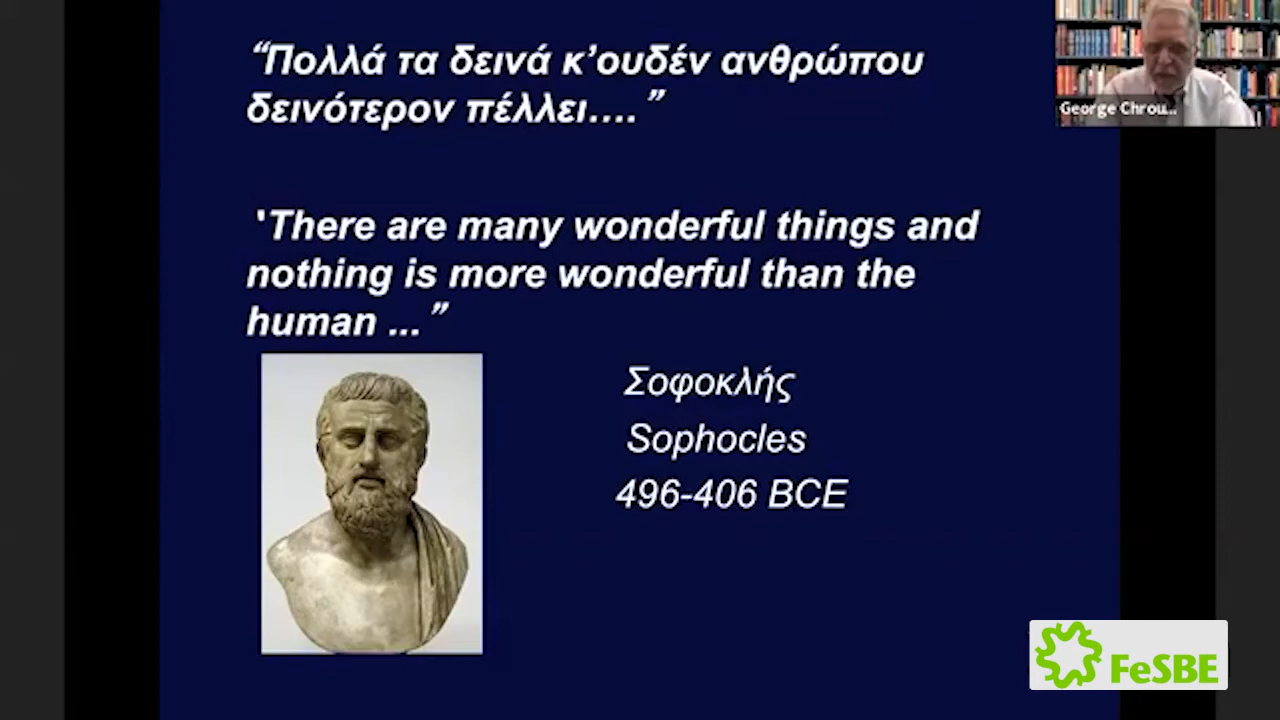 “Πολλά τα δεινά κ’ουδέν ανθρώπου
δεινότερον πέλλει....”
'There are many wonderful things and
nothing is more wonderful than the
human ...”
Σοφοκλής
Sophocles
496-406 BCE
George Chrou...
FeSBE